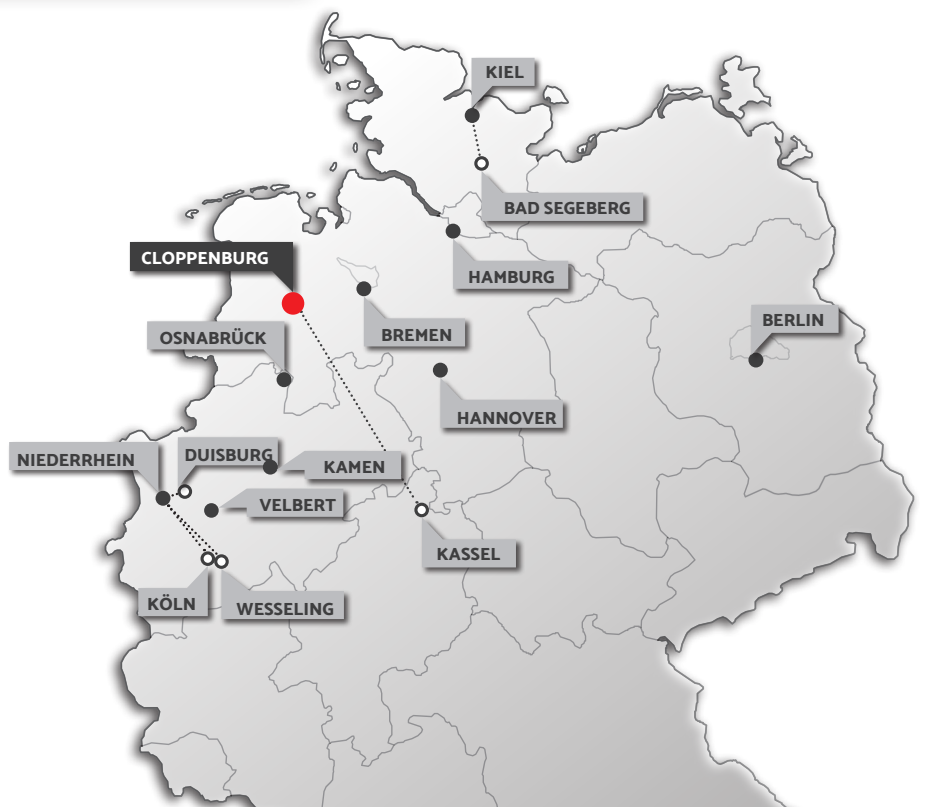 KIEL
BAD SEGEBERG
CLOPPENBURG
HAMBURG
BERLIN
OSNABRÜCK
BREMEN
HANNOVER
NIEDERRHEIN
DUISBURG
KAMEN
VELBERT
KASSEL
KÖLN
WESSELING